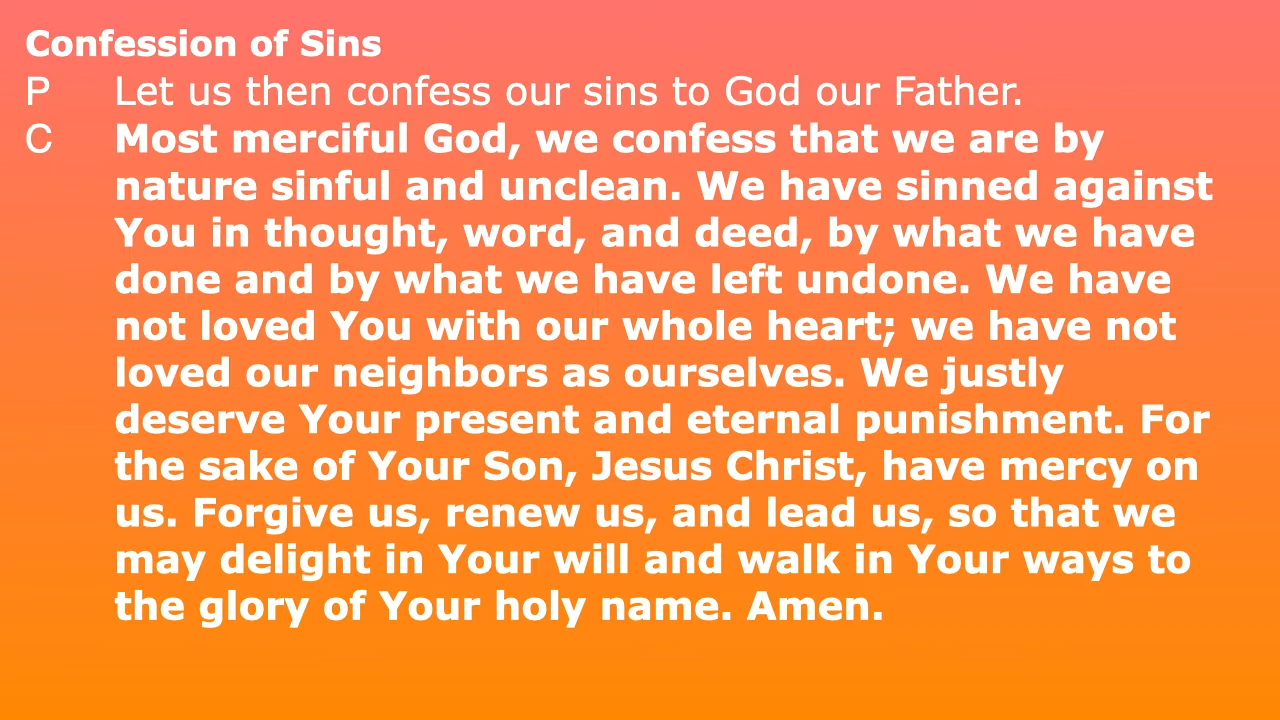 Confession of Sins
P Let us then confess our sins to God our Father.
C Most merciful God, we confess that we are by
nature sinful and unclean. We have sinned against
You in thought, word, and deed, by what we have
done and by what we have left undone. We have
not loved You with our whole heart; we have not
loved our neighbors as ourselves. We justly
deserve Your present and eternal punishment. For
the sake of Your Son, Jesus Christ, have mercy on
us. Forgive us, renew us, and lead us, so that we
may delight in Your will and walk in Your ways to
the glory of Your holy name. Amen.